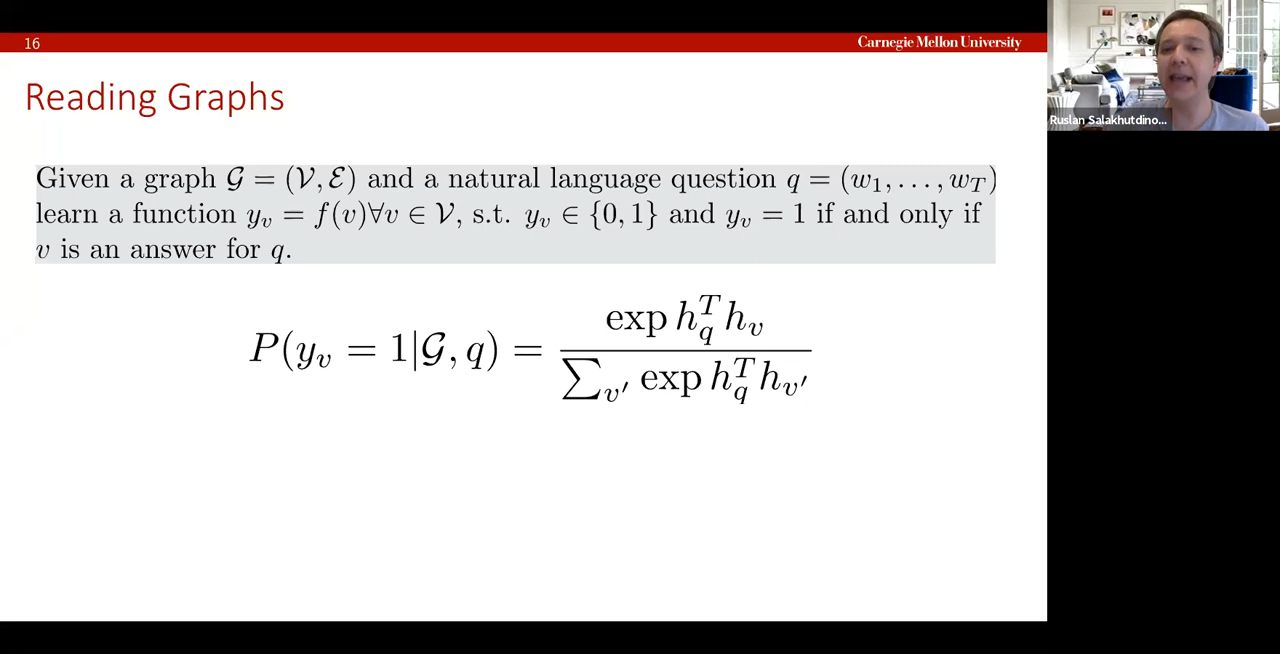 16
Carnegie Mellon University
Reading Graphs
Given a graph 𝒢 = (𝒱, ℰ) and a natural language question q = (w₁, . . . , w_T)
learn a function y_v = f(v)∀v ∈ 𝒱, s.t. y_v ∈ {0, 1} and y_v = 1 if and only if
v is an answer for q.
P(y_v = 1|𝒢, q) = exp h_q^T h_v / ∑_{v′} exp h_q^T h_{v′}
Ruslan Salakhutdino...